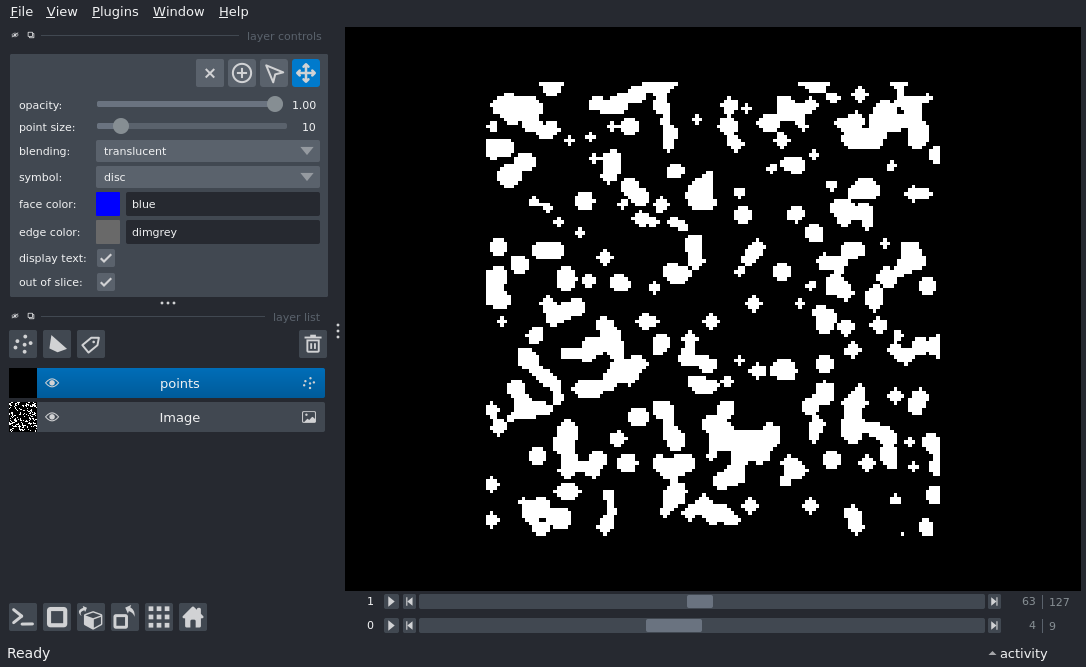 File View Plugins Window Help
layer controls
opacity: 1.00
point size: 10
blending: translucent
symbol: disc
face color: blue
edge color: dimgrey
display text:
out of slice:
layer list
points
Image
1 63 127
0 4 9
Ready activity